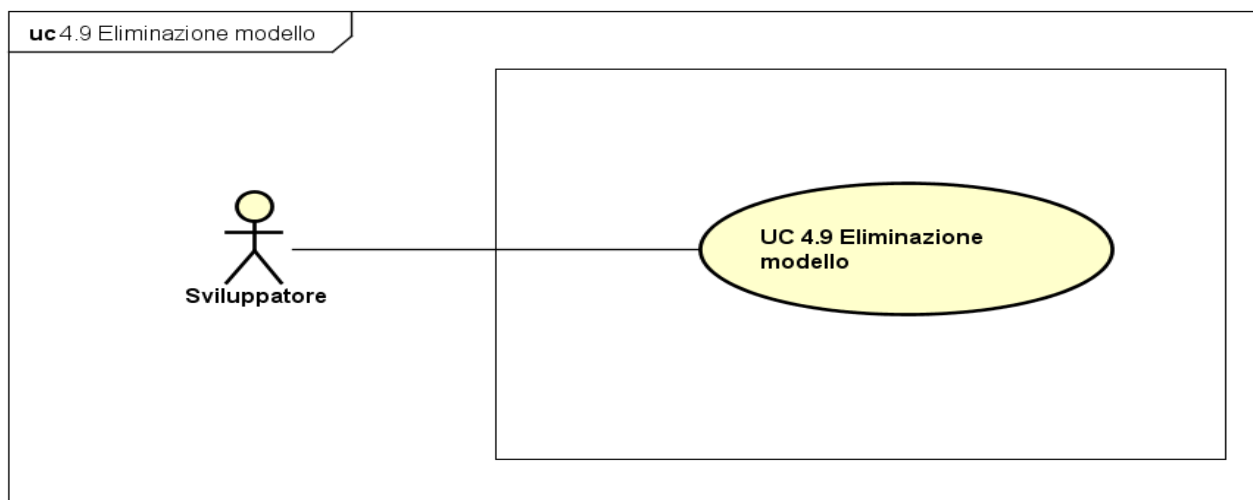 uc 4.9 Eliminazione modello
UC 4.9 Eliminazione
modello
Sviluppatore